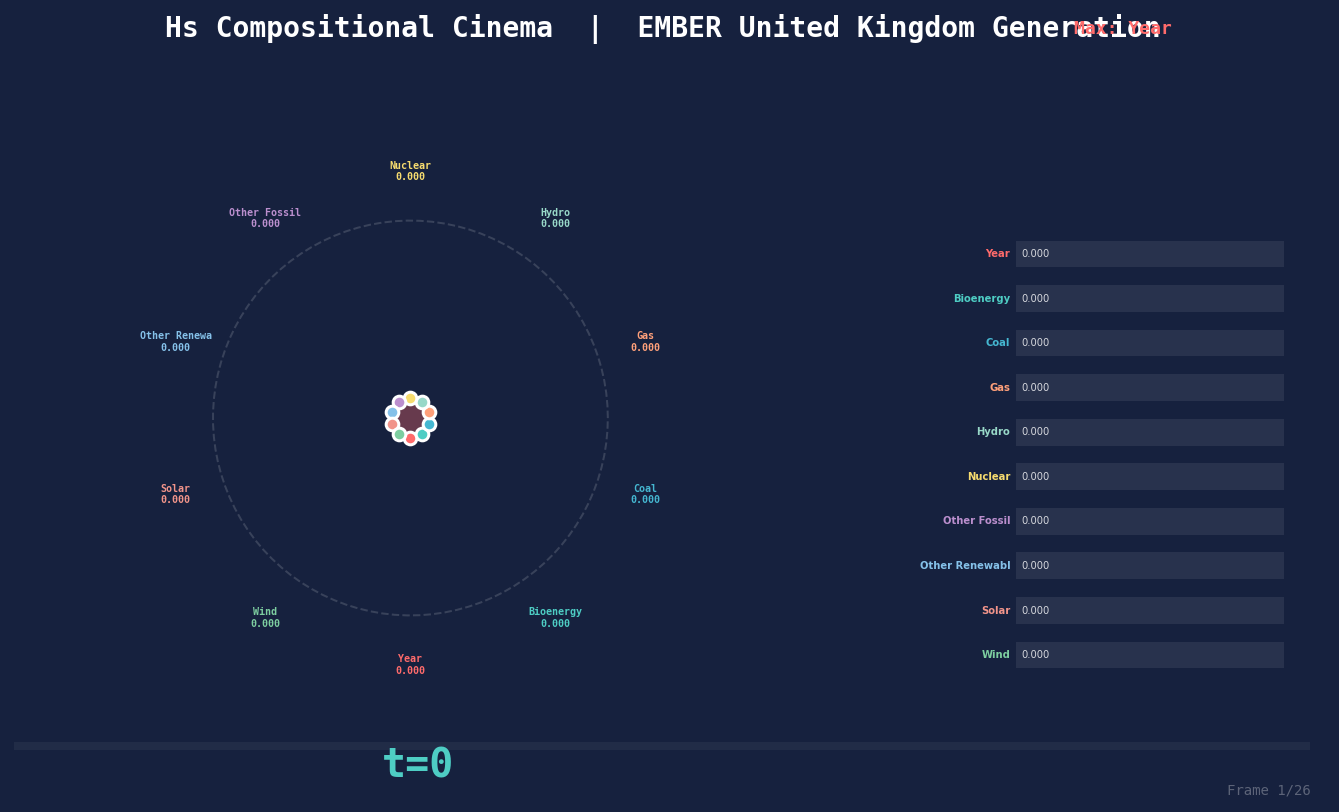 Hs Compositional Cinema | EMBER United Kingdom Generation
Max: Year
Nuclear
0.000
Other Fossil
0.000
Hydro
0.000
Other Renewa
0.000
Gas
0.000
Solar
0.000
Coal
0.000
Wind
0.000
Bioenergy
0.000
Year
0.000
Year 0.000
Bioenergy 0.000
Coal 0.000
Gas 0.000
Hydro 0.000
Nuclear 0.000
Other Fossil 0.000
Other Renewabl 0.000
Solar 0.000
Wind 0.000
t=0
Frame 1/26